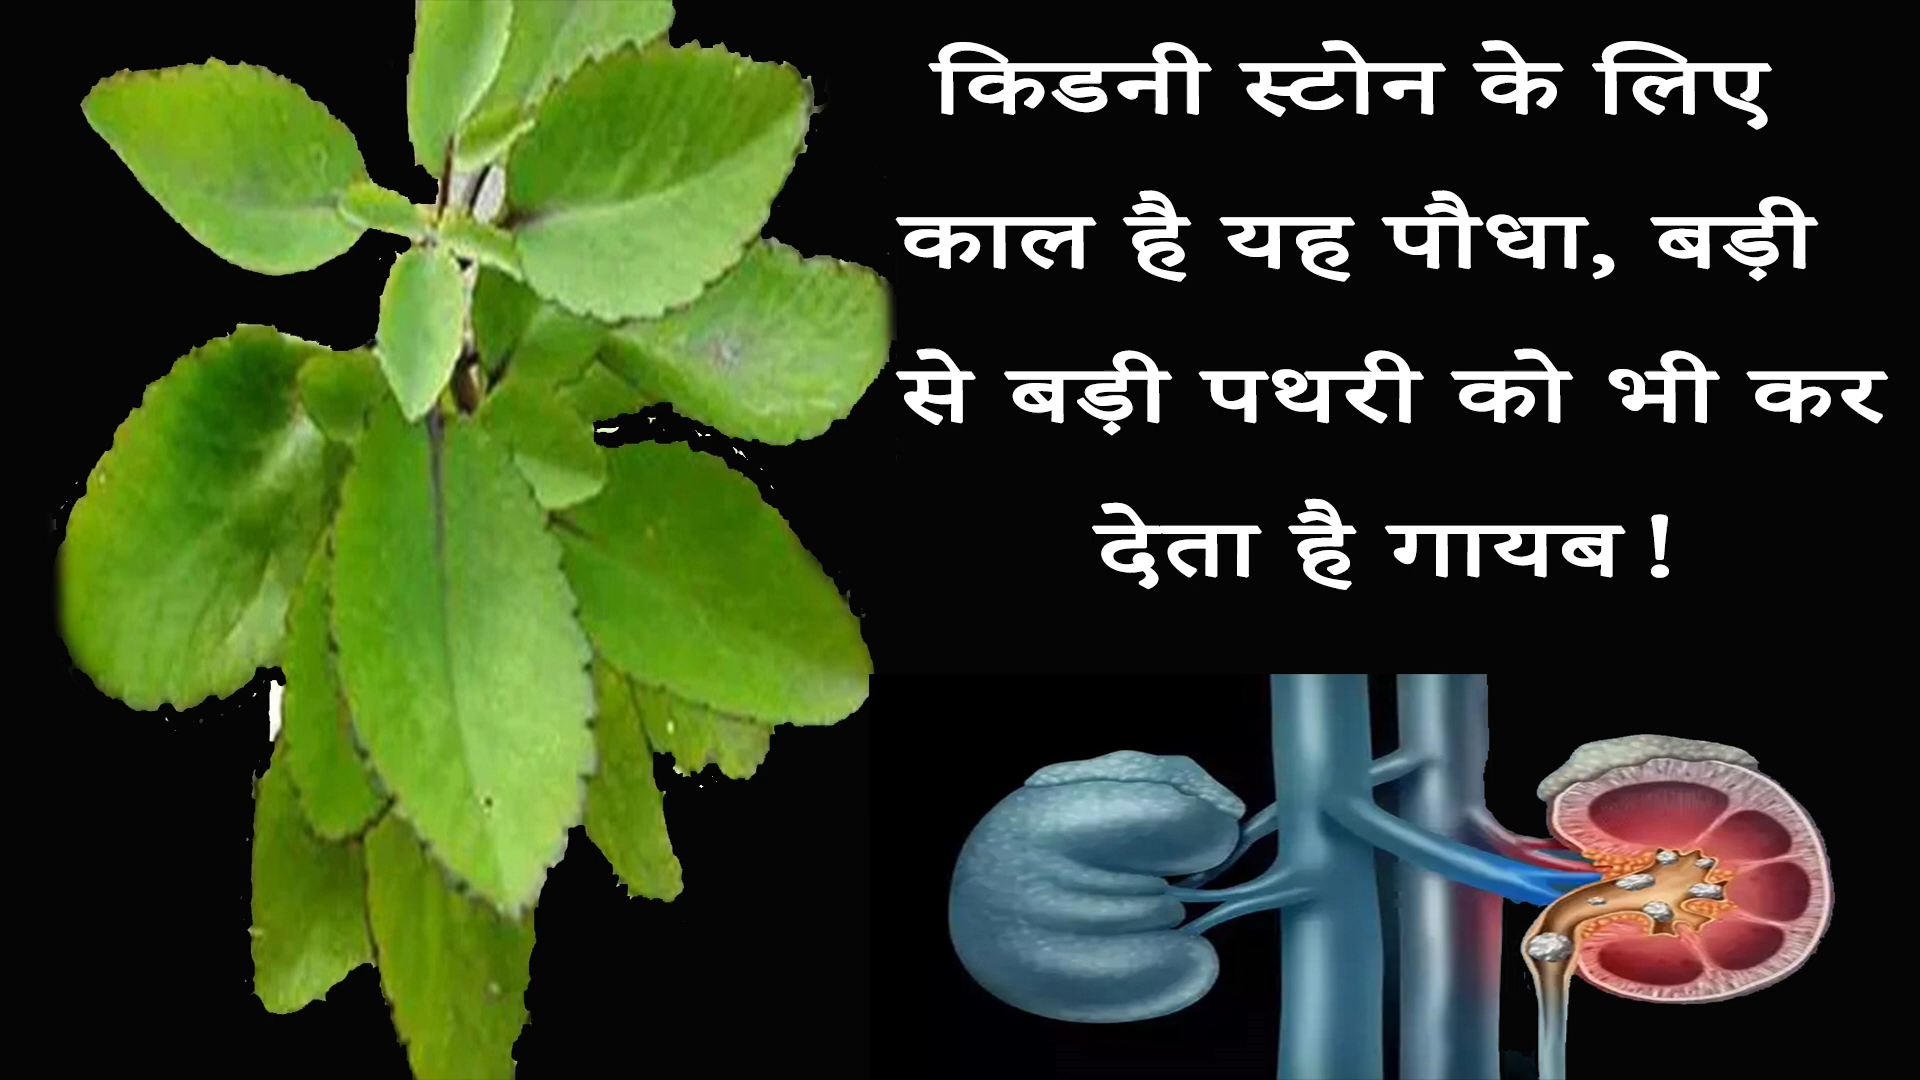 किडनी स्टोन के लिए
काल है यह पौधा, बड़ी
से बड़ी पथरी को भी कर
देता है गायब !